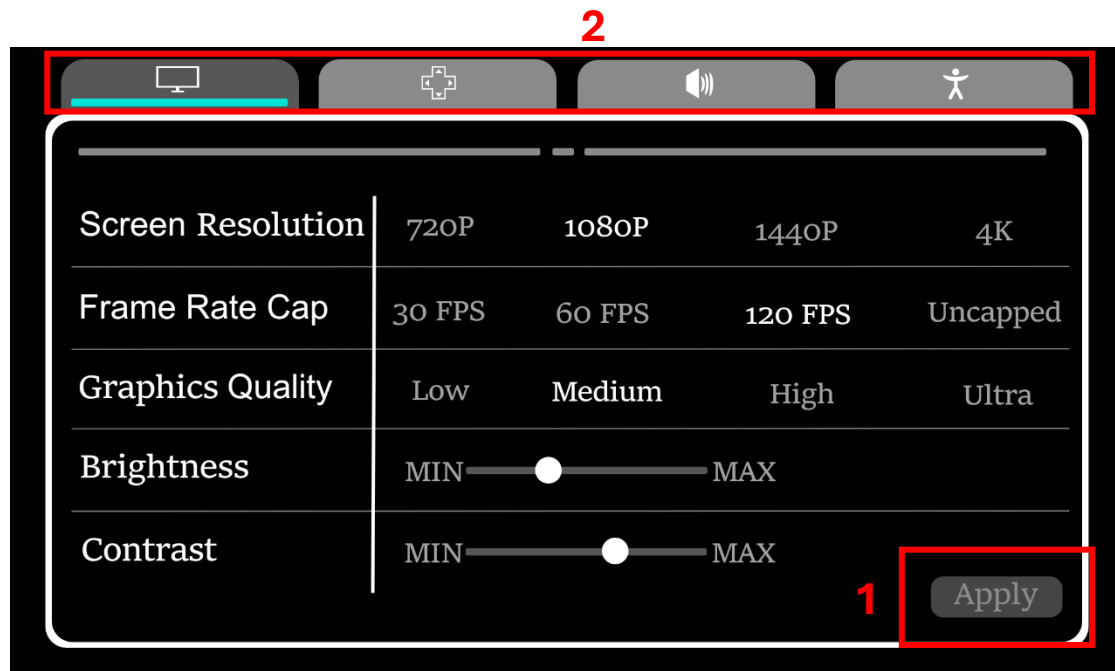 2
Screen Resolution 720P 1080P 1440P 4K
Frame Rate Cap 30 FPS 60 FPS 120 FPS Uncapped
Graphics Quality Low Medium High Ultra
Brightness MIN MAX
Contrast MIN MAX
1 Apply